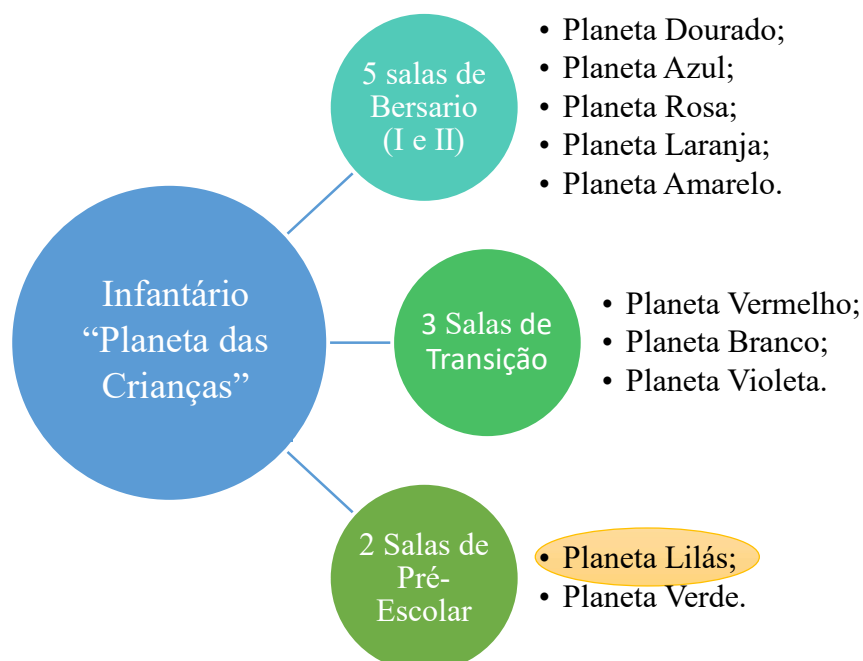 Infantário
“Planeta das
Crianças”
5 salas de
Bersario
(I e II)
• Planeta Dourado;
• Planeta Azul;
• Planeta Rosa;
• Planeta Laranja;
• Planeta Amarelo.
3 Salas de
Transição
• Planeta Vermelho;
• Planeta Branco;
• Planeta Violeta.
2 Salas de
Pré-
Escolar
• Planeta Lilás;
• Planeta Verde.